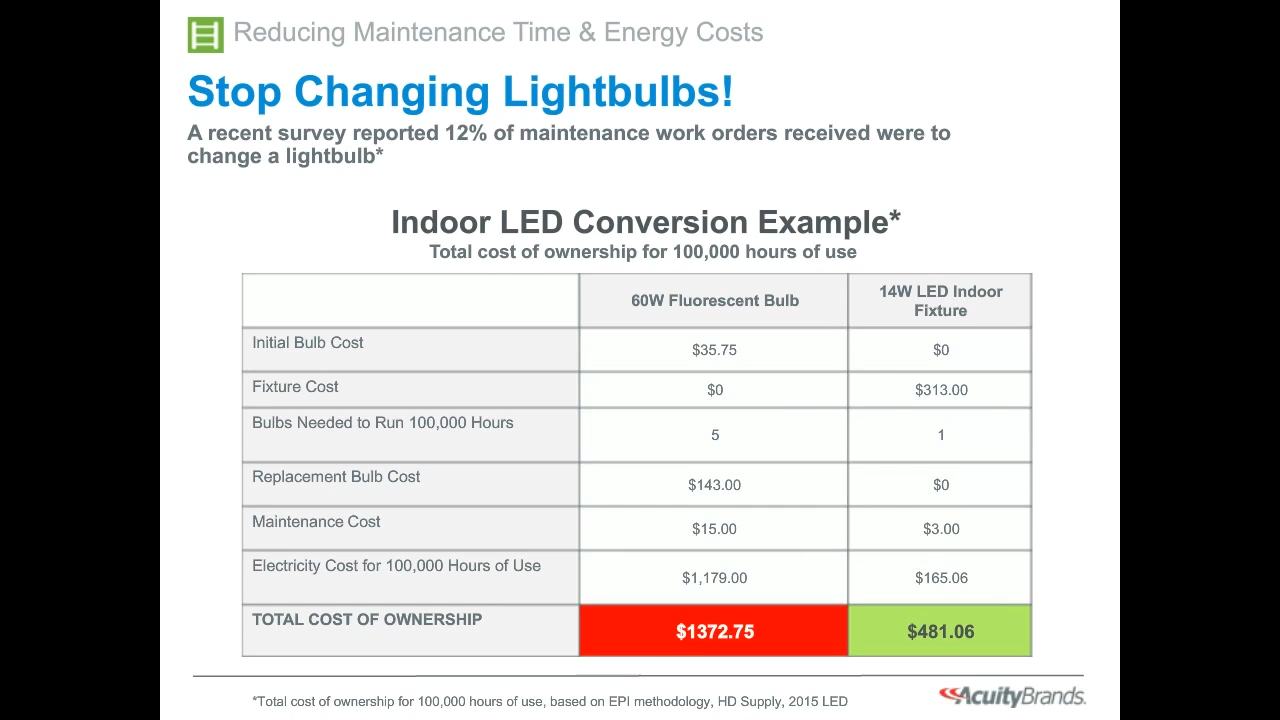 Reducing Maintenance Time & Energy Costs
Stop Changing Lightbulbs!
A recent survey reported 12% of maintenance work orders received were to
change a lightbulb*
Indoor LED Conversion Example*
Total cost of ownership for 100,000 hours of use
60W Fluorescent Bulb
14W LED Indoor
Fixture
Initial Bulb Cost $35.75 $0
Fixture Cost $0 $313.00
Bulbs Needed to Run 100,000 Hours 5 1
Replacement Bulb Cost $143.00 $0
Maintenance Cost $15.00 $3.00
Electricity Cost for 100,000 Hours of Use $1,179.00 $165.06
TOTAL COST OF OWNERSHIP $1372.75 $481.06
*Total cost of ownership for 100,000 hours of use, based on EPI methodology, HD Supply, 2015 LED
AcuityBrands.